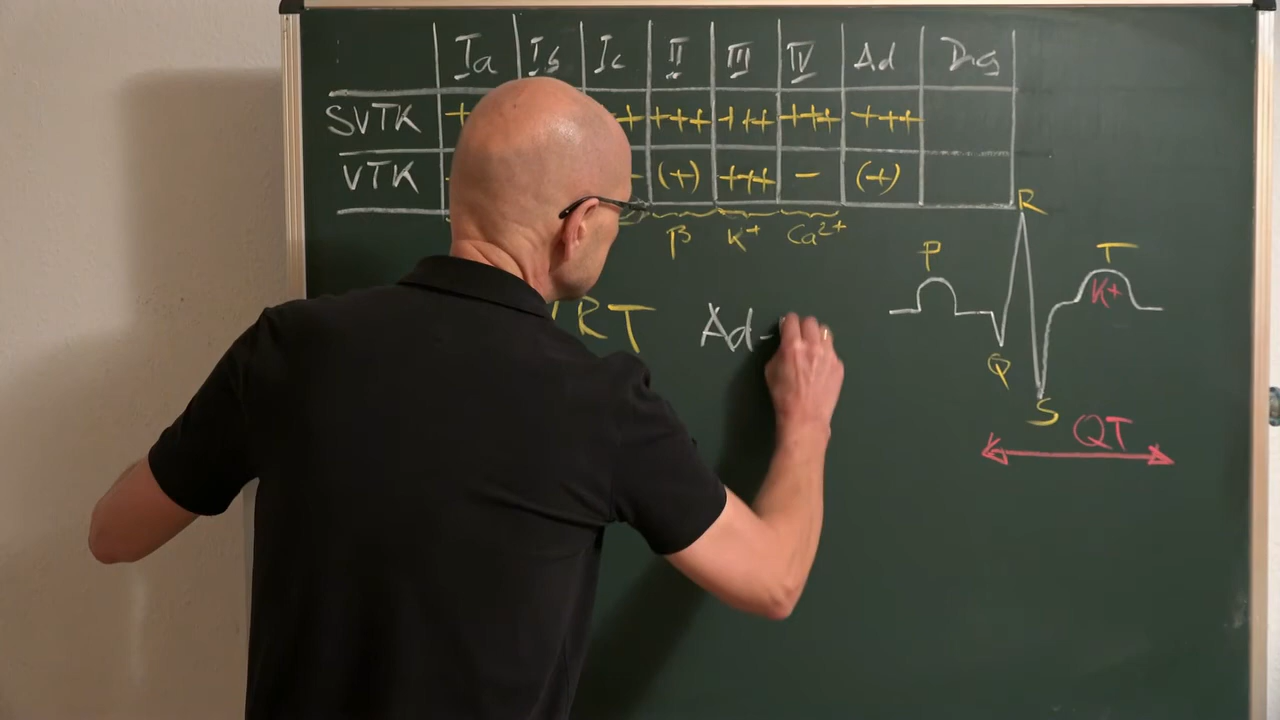 Ia Ib Ic II III IV Ad Dig
SVTK + + +++ +++ +++ +++
VTK - - (+) +++ - (+)
β K+ Ca2+
R
P T
K+
RT Ad-
Q
S
QT